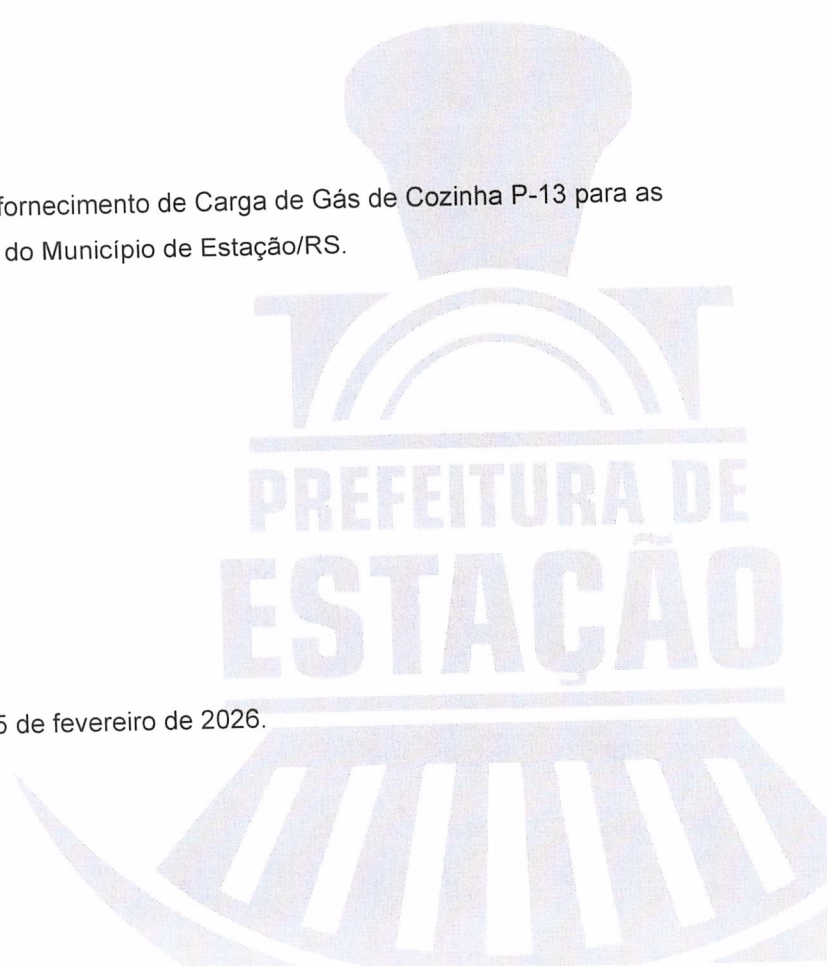 fornecimento de Carga de Gás de Cozinha P-13 para as
do Município de Estação/RS.
PREFEITURA DE
ESTAÇÃO
5 de fevereiro de 2026.